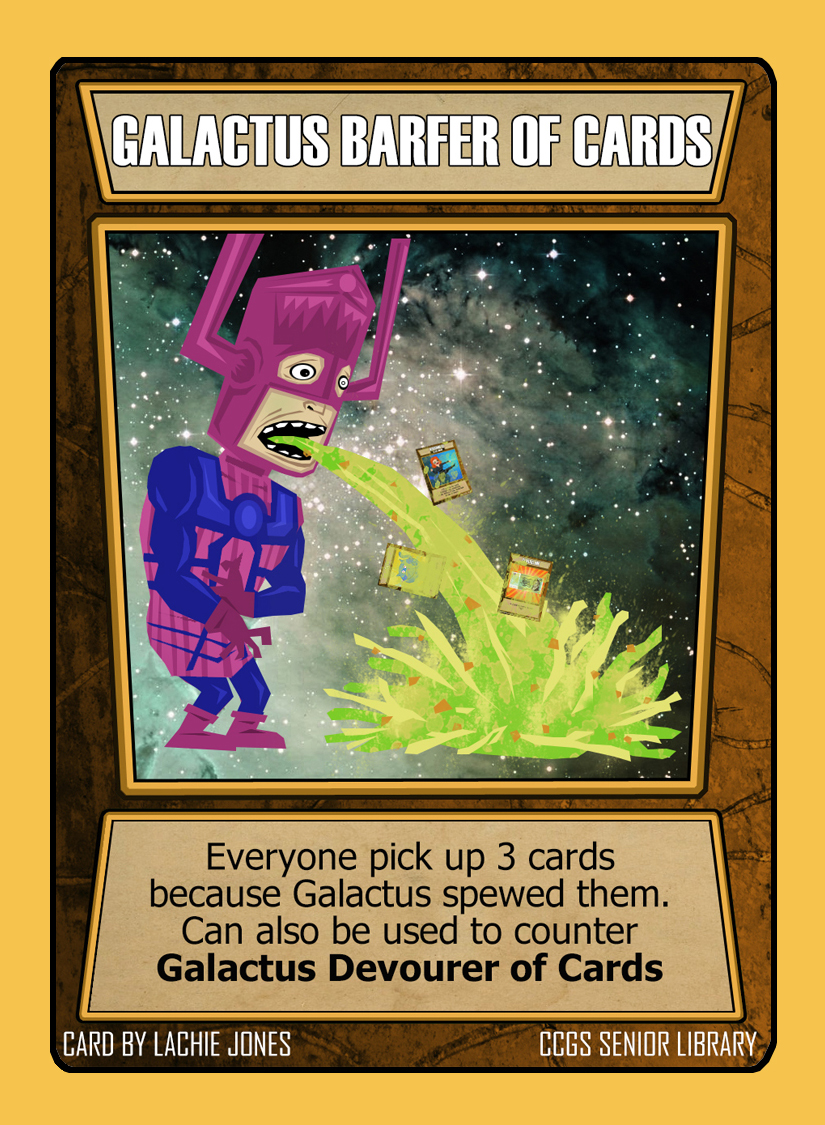 GALACTUS BARFER OF CARDS
Everyone pick up 3 cards
because Galactus spewed them.
Can also be used to counter
Galactus Devourer of Cards
CARD BY LACHIE JONES
CCGS SENIOR LIBRARY